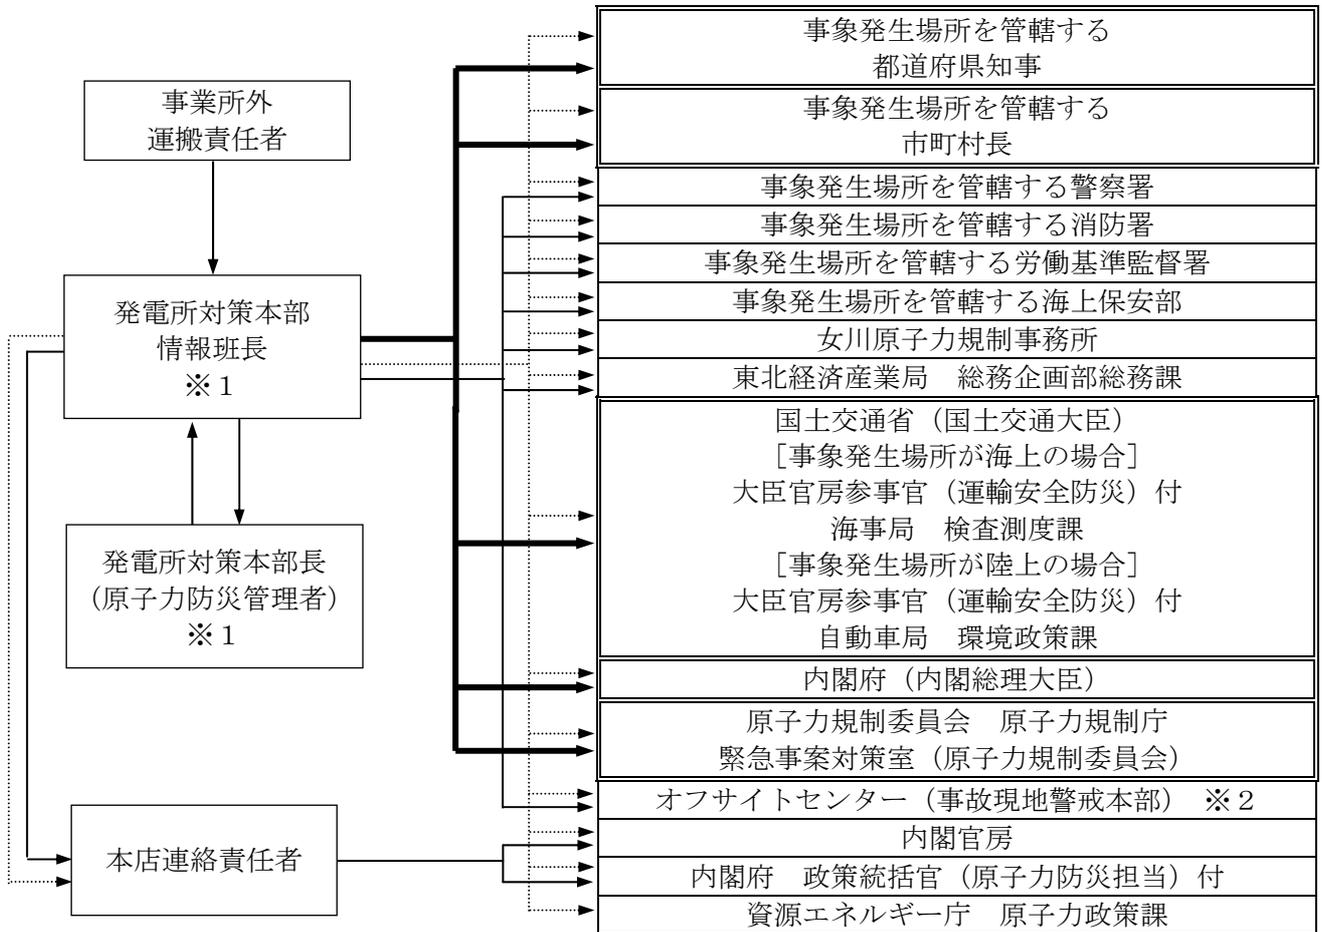 事業所外
運搬責任者
発電所対策本部
情報班長
※１
発電所対策本部長
（原子力防災管理者）
※１
本店連絡責任者
事象発生場所を管轄する
都道府県知事
事象発生場所を管轄する
市町村長
事象発生場所を管轄する警察署
事象発生場所を管轄する消防署
事象発生場所を管轄する労働基準監督署
事象発生場所を管轄する海上保安部
女川原子力規制事務所
東北経済産業局　総務企画部総務課
国土交通省（国土交通大臣）
［事象発生場所が海上の場合］
大臣官房参事官（運輸安全防災）付
海事局　検査測度課
［事象発生場所が陸上の場合］
大臣官房参事官（運輸安全防災）付
自動車局　環境政策課
内閣府（内閣総理大臣）
原子力規制委員会　原子力規制庁
緊急事案対策室（原子力規制委員会）
オフサイトセンター（事故現地警戒本部）　※２
内閣官房
内閣府　政策統括官（原子力防災担当）付
資源エネルギー庁　原子力政策課